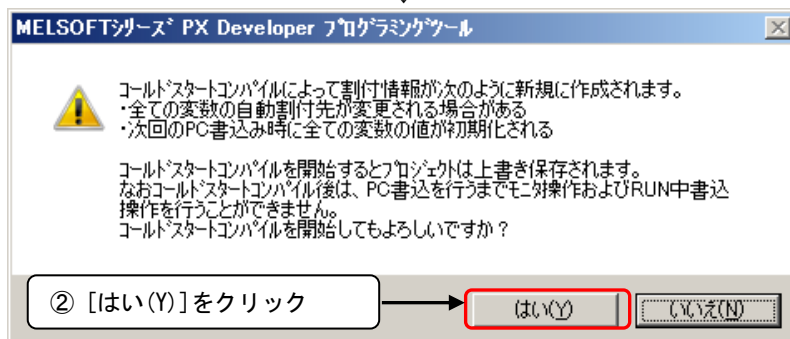 MELSOFTシリーズ PX Developer プログラミングツール
コールドスタートコンパイルによって割付情報が次のように新規に作成されます。
・全ての変数の自動割付先が変更される場合がある
・次回のPC書込み時に全ての変数の値が初期化される
コールドスタートコンパイルを開始するとプロジェクトは上書き保存されます。
なおコールドスタートコンパイル後は、PC書込を行うまでモニタ操作およびRUN中書込
操作を行うことができません。
コールドスタートコンパイルを開始してもよろしいですか？
② [はい(Y)]をクリック
はい(Y)
いいえ(N)